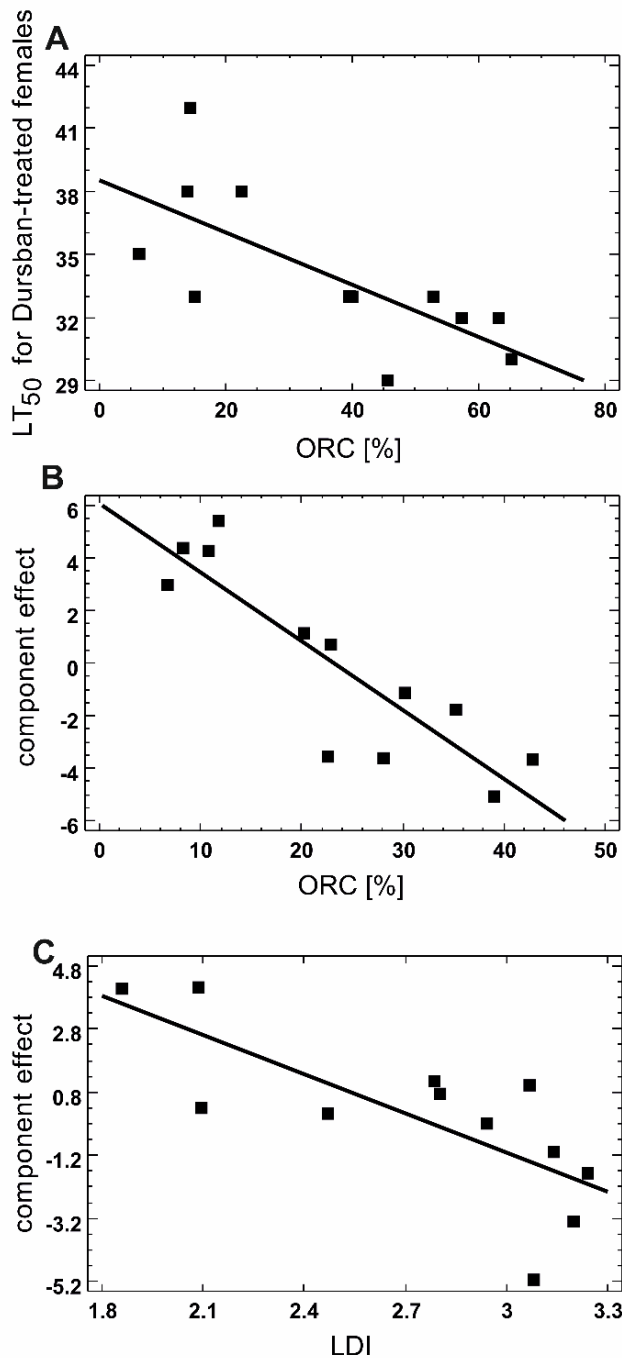 A
LT50 for Dursban-treated females
44
41
38
35
32
29
0 20 40 60 80
ORC [%]
B
component effect
6
4
2
0
-2
-4
-6
0 10 20 30 40 50
ORC [%]
C
component effect
4.8
2.8
0.8
-1.2
-3.2
-5.2
1.8 2.1 2.4 2.7 3 3.3
LDI